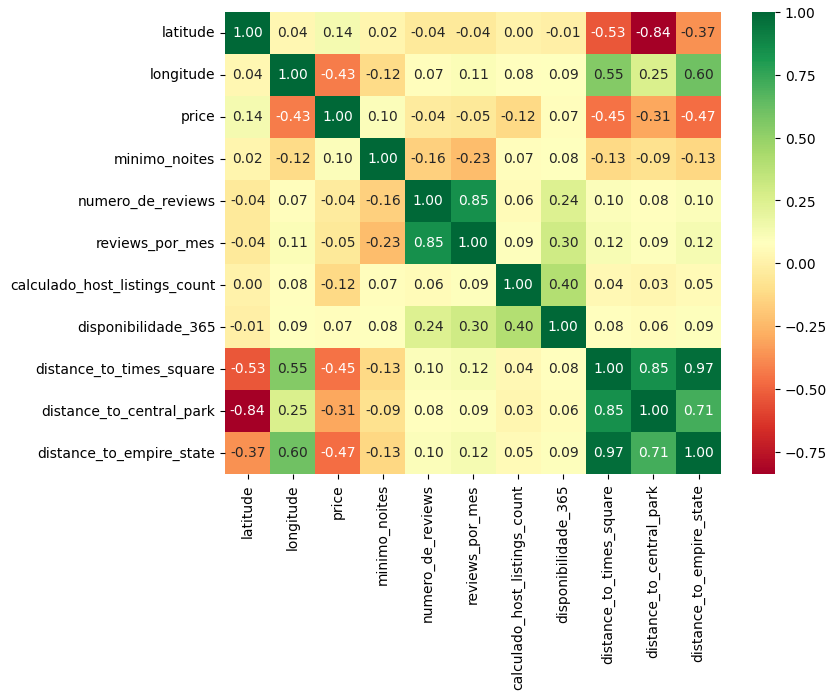 latitude 1.00 0.04 0.14 0.02 -0.04 -0.04 0.00 -0.01 -0.53 -0.84 -0.37
longitude 0.04 1.00 -0.43 -0.12 0.07 0.11 0.08 0.09 0.55 0.25 0.60
price 0.14 -0.43 1.00 0.10 -0.04 -0.05 -0.12 0.07 -0.45 -0.31 -0.47
minimo_noites 0.02 -0.12 0.10 1.00 -0.16 -0.23 0.07 0.08 -0.13 -0.09 -0.13
numero_de_reviews -0.04 0.07 -0.04 -0.16 1.00 0.85 0.06 0.24 0.10 0.08 0.10
reviews_por_mes -0.04 0.11 -0.05 -0.23 0.85 1.00 0.09 0.30 0.12 0.09 0.12
calculado_host_listings_count 0.00 0.08 -0.12 0.07 0.06 0.09 1.00 0.40 0.04 0.03 0.05
disponibilidade_365 -0.01 0.09 0.07 0.08 0.24 0.30 0.40 1.00 0.08 0.06 0.09
distance_to_times_square -0.53 0.55 -0.45 -0.13 0.10 0.12 0.04 0.08 1.00 0.85 0.97
distance_to_central_park -0.84 0.25 -0.31 -0.09 0.08 0.09 0.03 0.06 0.85 1.00 0.71
distance_to_empire_state -0.37 0.60 -0.47 -0.13 0.10 0.12 0.05 0.09 0.97 0.71 1.00
latitude
longitude
price
minimo_noites
numero_de_reviews
reviews_por_mes
calculado_host_listings_count
disponibilidade_365
distance_to_times_square
distance_to_central_park
distance_to_empire_state
1.00
0.75
0.50
0.25
0.00
−0.25
−0.50
−0.75